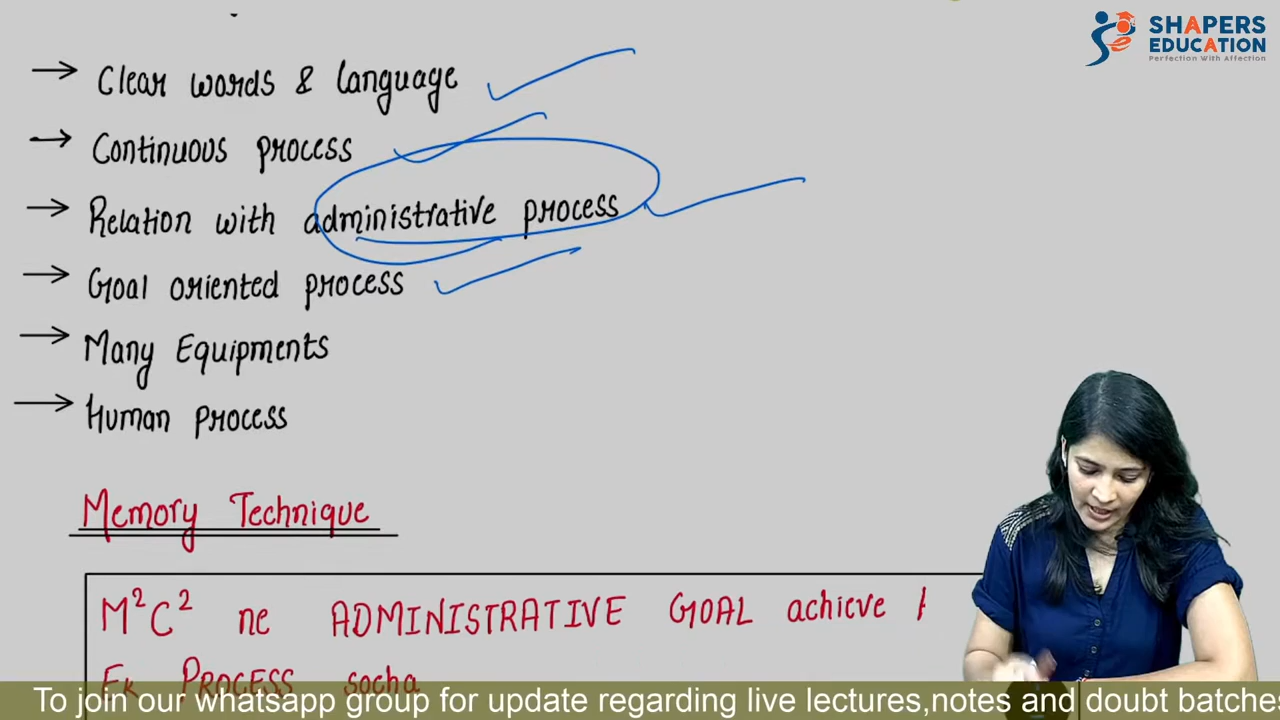 SHAPERS
EDUCATION
Perfection With Affection
→ Clear words & language
→ Continuous process
→ Relation with administrative process
→ Goal oriented process
→ Many Equipments
→ Human process
Memory Technique
M²C² ne ADMINISTRATIVE GOAL achieve
Ek PROCESS socha
To join our whatsapp group for update regarding live lectures,notes and doubt batches